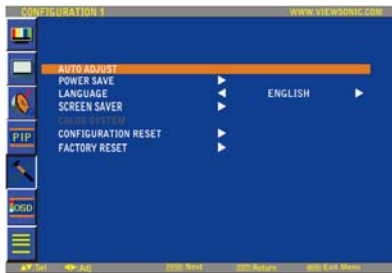 CONFIGURATION 1 WWW.VIEWSONIC.COM
AUTO ADJUST
POWER SAVE
LANGUAGE ENGLISH
SCREEN SAVER
COLOR SYSTEM
CONFIGURATION RESET
FACTORY RESET
PIP
OSD
:Sel :Adj :Next :Return :Exit Menu